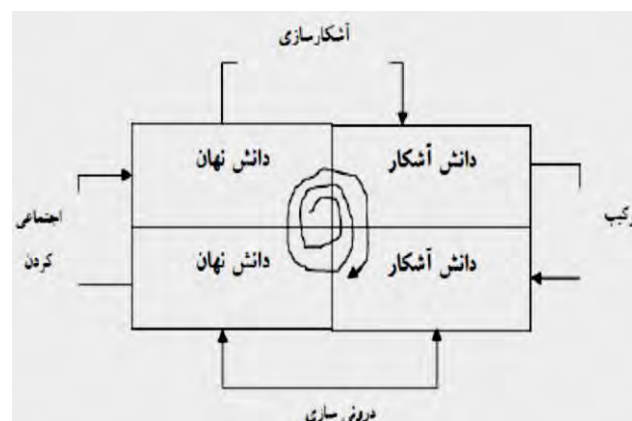 آشکارسازی
دانش آشکار
دانش نهان
اجتماعی
کردن
دانش آشکار
دانش نهان
درونی سازی